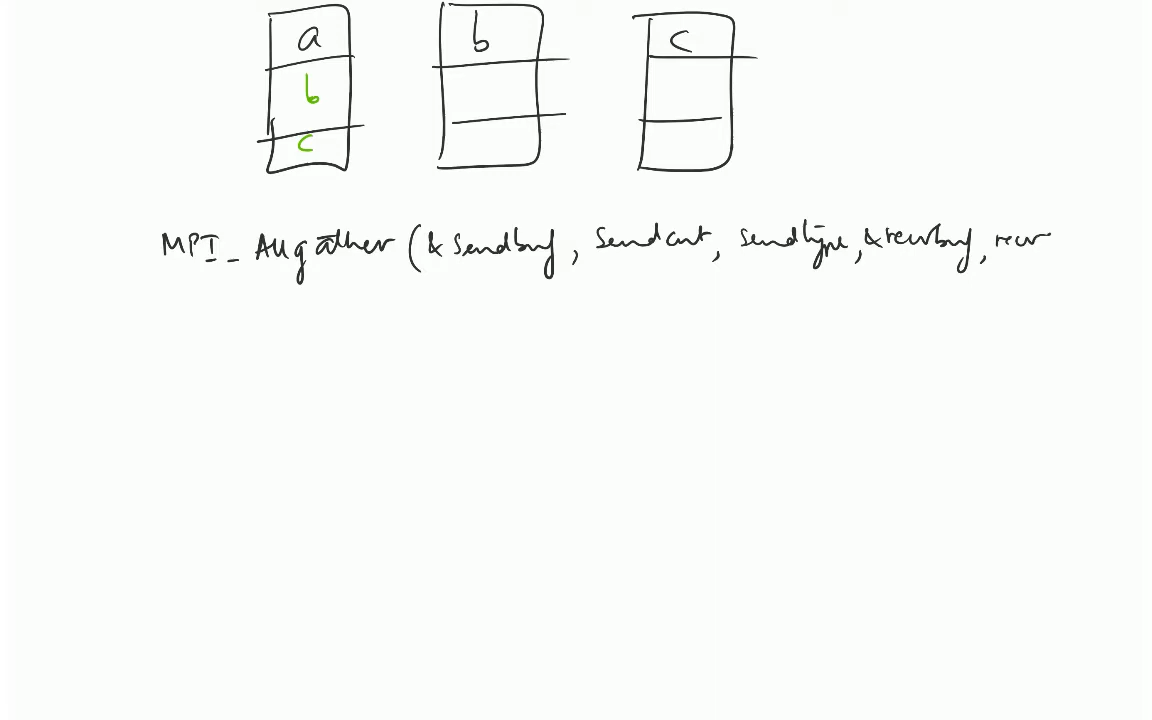 a b c
b
c
MPI_Allgather (& Sendbuf, Sendcnt, sendtype, & recvbuf, recv